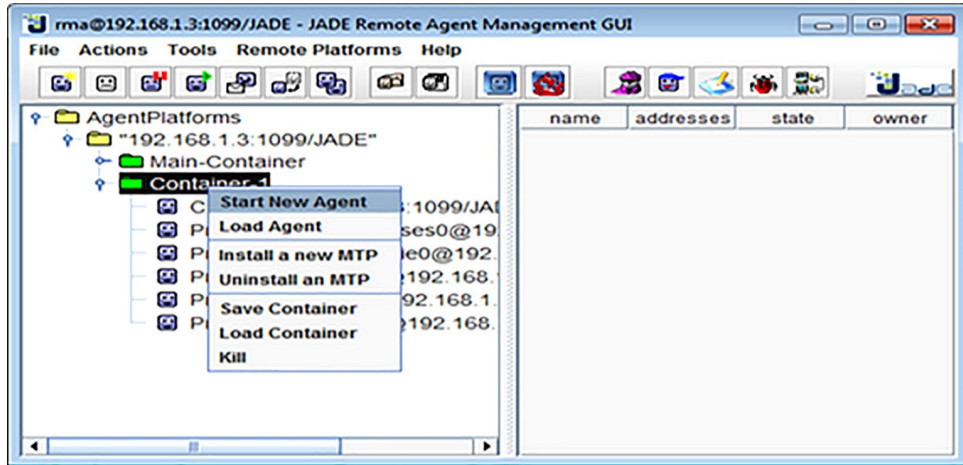 rma@192.168.1.3:1099/JADE - JADE Remote Agent Management GUI
File Actions Tools Remote Platforms Help
Jade
AgentPlatforms
"192.168.1.3:1099/JADE"
Main-Container
Container-1
C :1099/JA
P ses0@19
P le0@192.
P 192.168.
P 92.168.1.
P @192.168.
Start New Agent
Load Agent
Install a new MTP
Uninstall an MTP
Save Container
Load Container
Kill
name addresses state owner